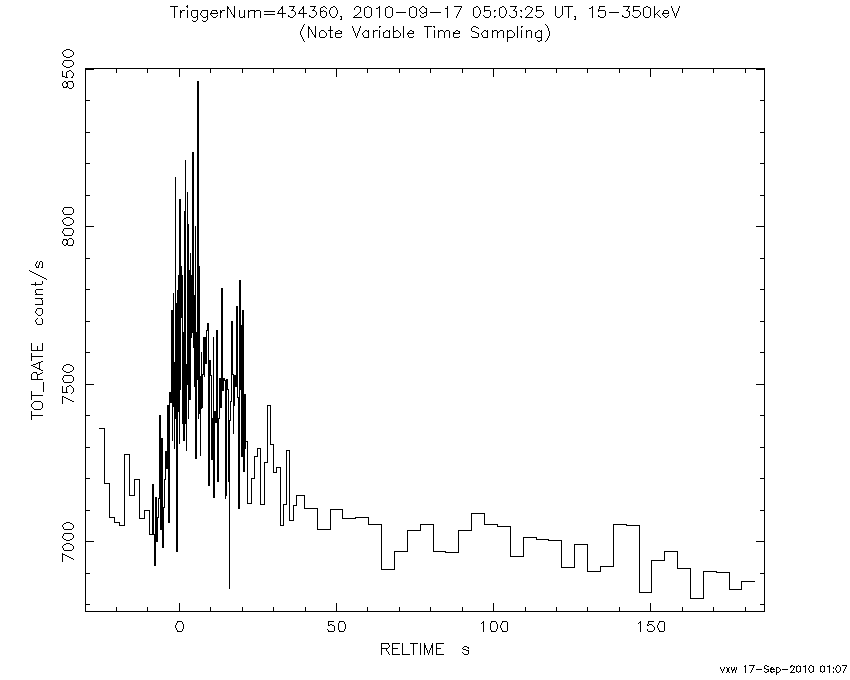 TriggerNum=434360, 2010-09-17 05:03:25 UT, 15-350keV
(Note Variable Time Sampling)
TOT_RATE count/s
8500
8000
7500
7000
0 50 100 150
RELTIME s
vxw 17-Sep-2010 01:07